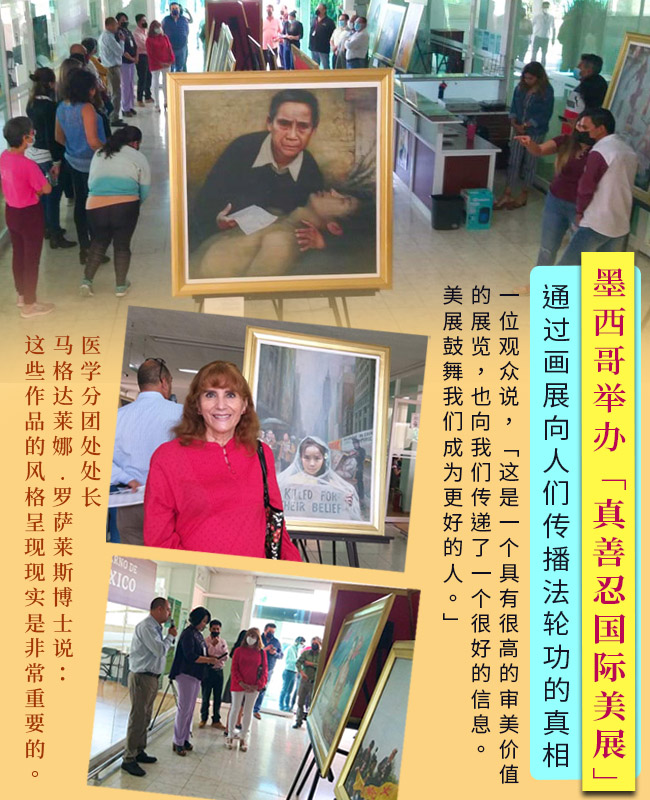 墨西哥举办「真善忍国际美展」
通过画展向人们传播法轮功的真相
一位观众说，「这是一个具有很高的审美价值
的展览，也向我们传递了一个很好的信息。
美展鼓舞我们成为更好的人。」
医学分团处处长
马格达莱娜.罗萨莱斯博士说：
这些作品的风格呈现现实是非常重要的。
KILLED FOR
THEIR BELIEF